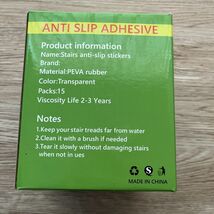 ANTI SLIP ADHESIVE
Product information
Name:Stairs anti-slip stickers
Brand:
Material:PEVA rubber
Color:Transparent
Packs:15
Viscosity Life 2-3 Years
Notes
1.Keep your stair treads far from water
2.Clean it with a brush if needed
3.Tear it slowly without damaging stairs
when not in ues
MADE IN CHINA